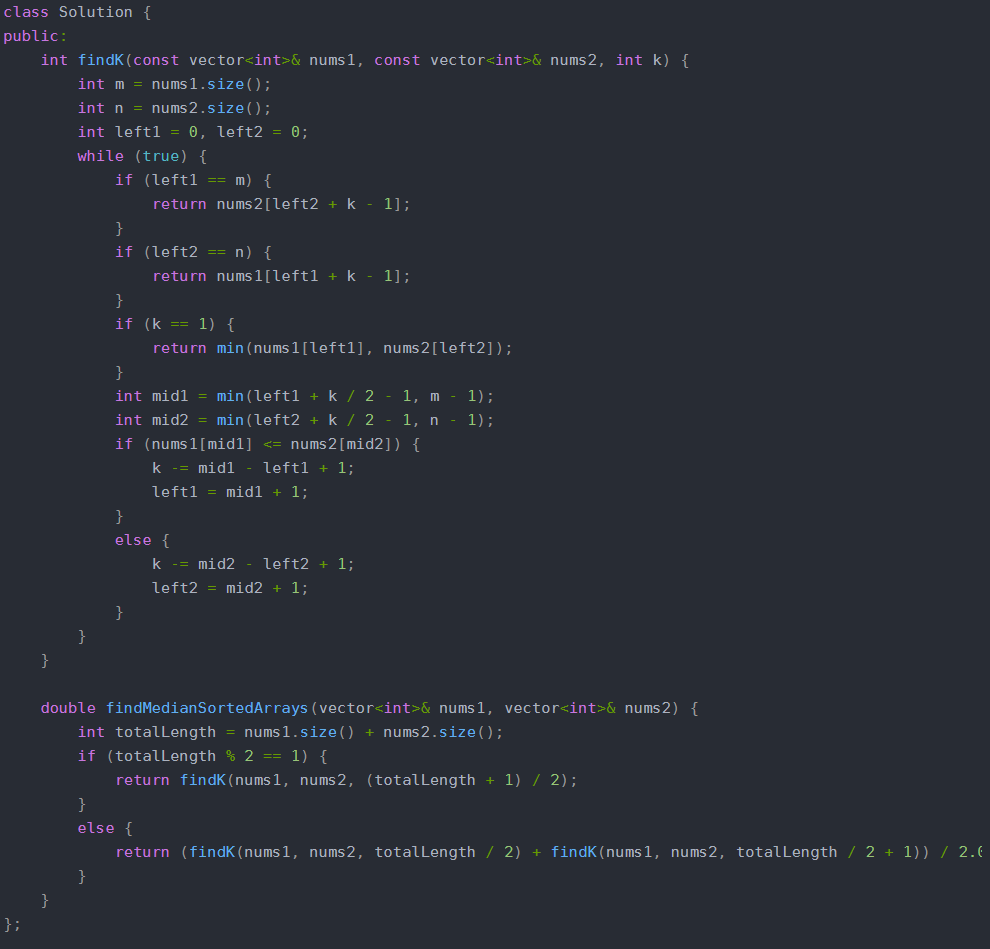 class Solution {
public:
    int findK(const vector<int>& nums1, const vector<int>& nums2, int k) {
        int m = nums1.size();
        int n = nums2.size();
        int left1 = 0, left2 = 0;
        while (true) {
            if (left1 == m) {
                return nums2[left2 + k - 1];
            }
            if (left2 == n) {
                return nums1[left1 + k - 1];
            }
            if (k == 1) {
                return min(nums1[left1], nums2[left2]);
            }
            int mid1 = min(left1 + k / 2 - 1, m - 1);
            int mid2 = min(left2 + k / 2 - 1, n - 1);
            if (nums1[mid1] <= nums2[mid2]) {
                k -= mid1 - left1 + 1;
                left1 = mid1 + 1;
            }
            else {
                k -= mid2 - left2 + 1;
                left2 = mid2 + 1;
            }
        }
    }

    double findMedianSortedArrays(vector<int>& nums1, vector<int>& nums2) {
        int totalLength = nums1.size() + nums2.size();
        if (totalLength % 2 == 1) {
            return findK(nums1, nums2, (totalLength + 1) / 2);
        }
        else {
            return (findK(nums1, nums2, totalLength / 2) + findK(nums1, nums2, totalLength / 2 + 1)) / 2.0
        }
    }
};